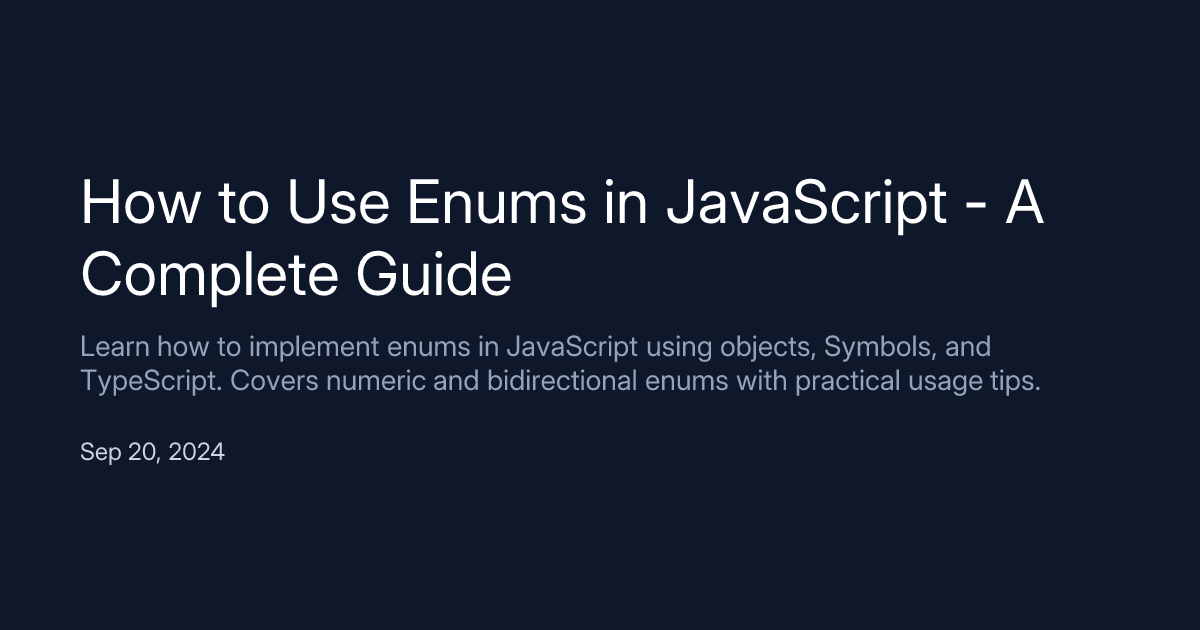 How to Use Enums in JavaScript - A
Complete Guide
Learn how to implement enums in JavaScript using objects, Symbols, and
TypeScript. Covers numeric and bidirectional enums with practical usage tips.
Sep 20, 2024